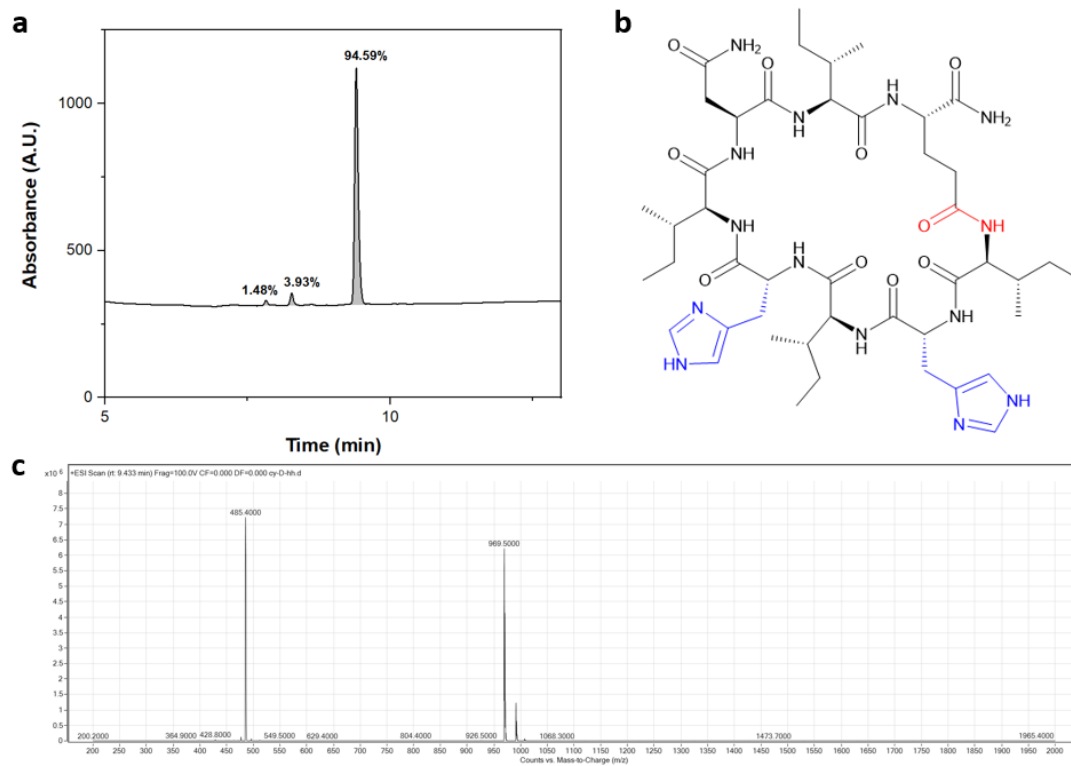 a
Absorbance (A.U.)
1000
500
0
1.48%
3.93%
94.59%
5
10
Time (min)
b
O
NH2
O
H
N
O
NH2
O
N
H
O
O
NH
O
NH
O
NH
O
H
N
O
O
O
N
H
NH
N
HN
N
NH
c
x10 6
+ESI Scan (rt: 9.433 min) Frag=100.0V CF=0.000 DF=0.000 cy-D-hh.d
8
7.5
7
6.5
6
5.5
5
4.5
4
3.5
3
2.5
2
1.5
1
0.5
0
485.4000
969.5000
200.2000 364.9000 428.8000 549.5000 629.4000 804.4000 926.5000 1068.3000 1473.7000 1965.4000
200 250 300 350 400 450 500 550 600 650 700 750 800 850 900 950 1000 1050 1100 1150 1200 1250 1300 1350 1400 1450 1500 1550 1600 1650 1700 1750 1800 1850 1900 1950 2000
Counts vs. Mass-to-Charge (m/z)